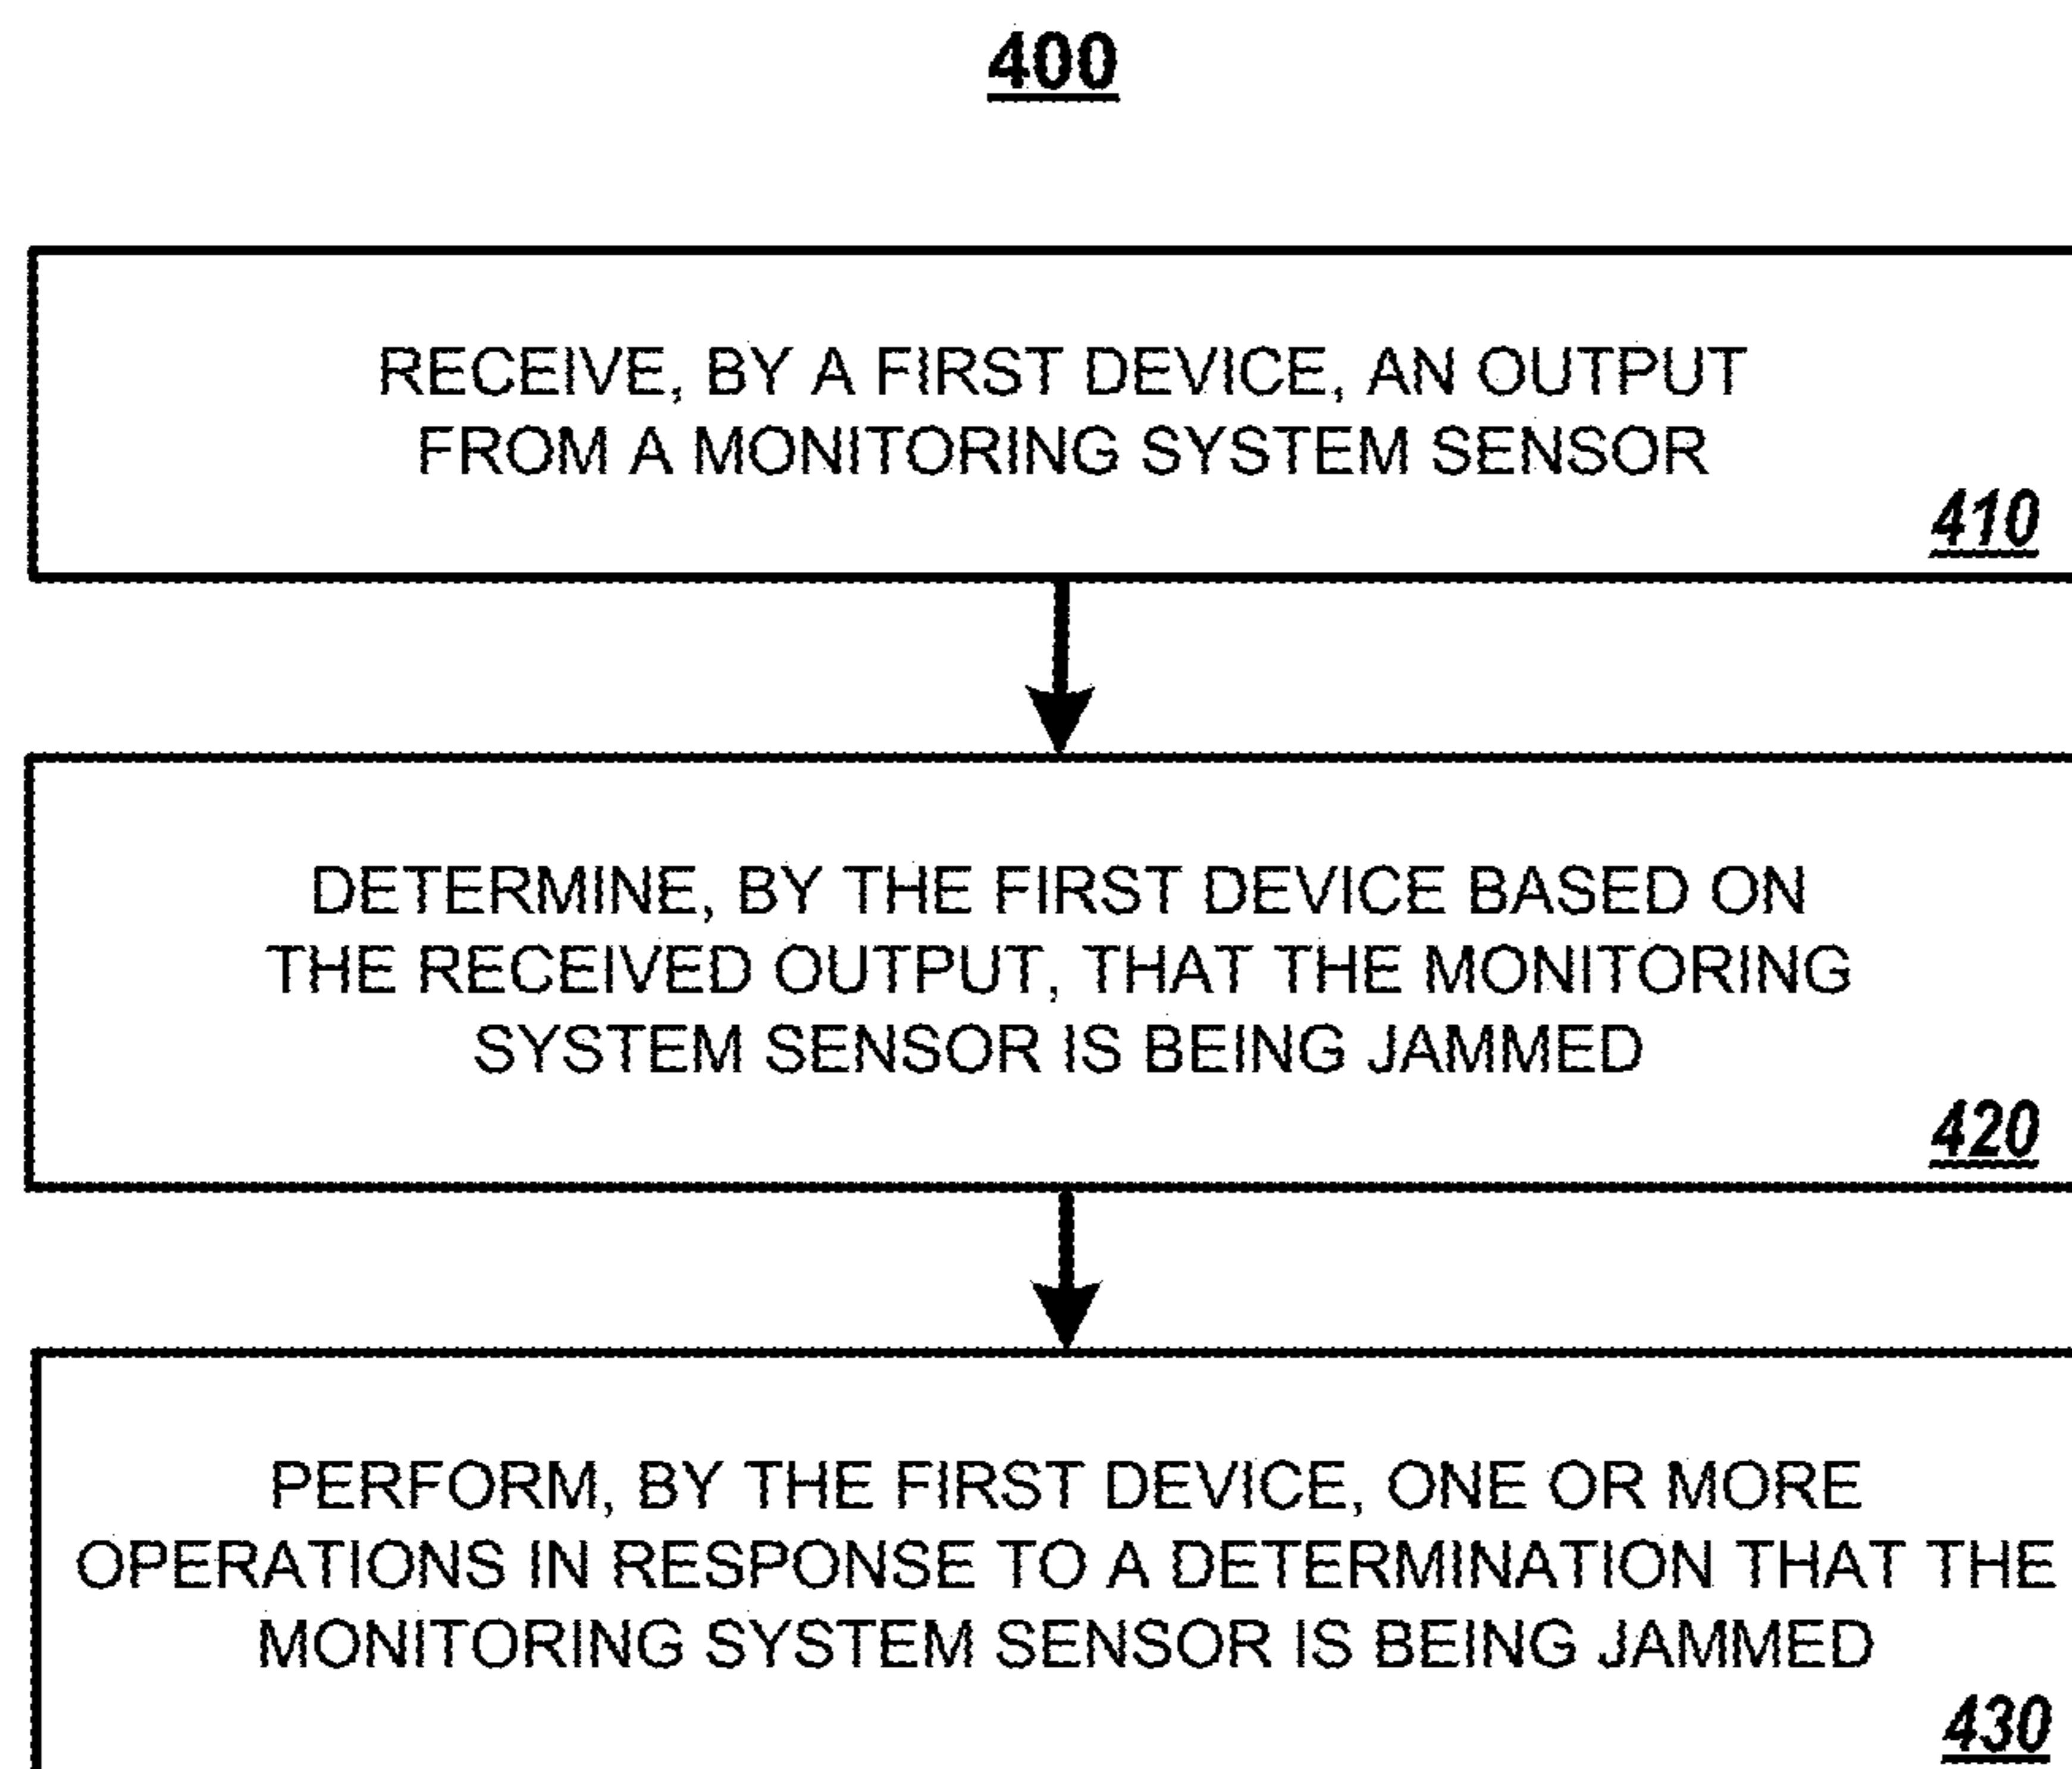 400
RECEIVE, BY A FIRST DEVICE, AN OUTPUT
FROM A MONITORING SYSTEM SENSOR
410
DETERMINE, BY THE FIRST DEVICE BASED ON
THE RECEIVED OUTPUT, THAT THE MONITORING
SYSTEM SENSOR IS BEING JAMMED
420
PERFORM, BY THE FIRST DEVICE, ONE OR MORE
OPERATIONS IN RESPONSE TO A DETERMINATION THAT THE
MONITORING SYSTEM SENSOR IS BEING JAMMED
430